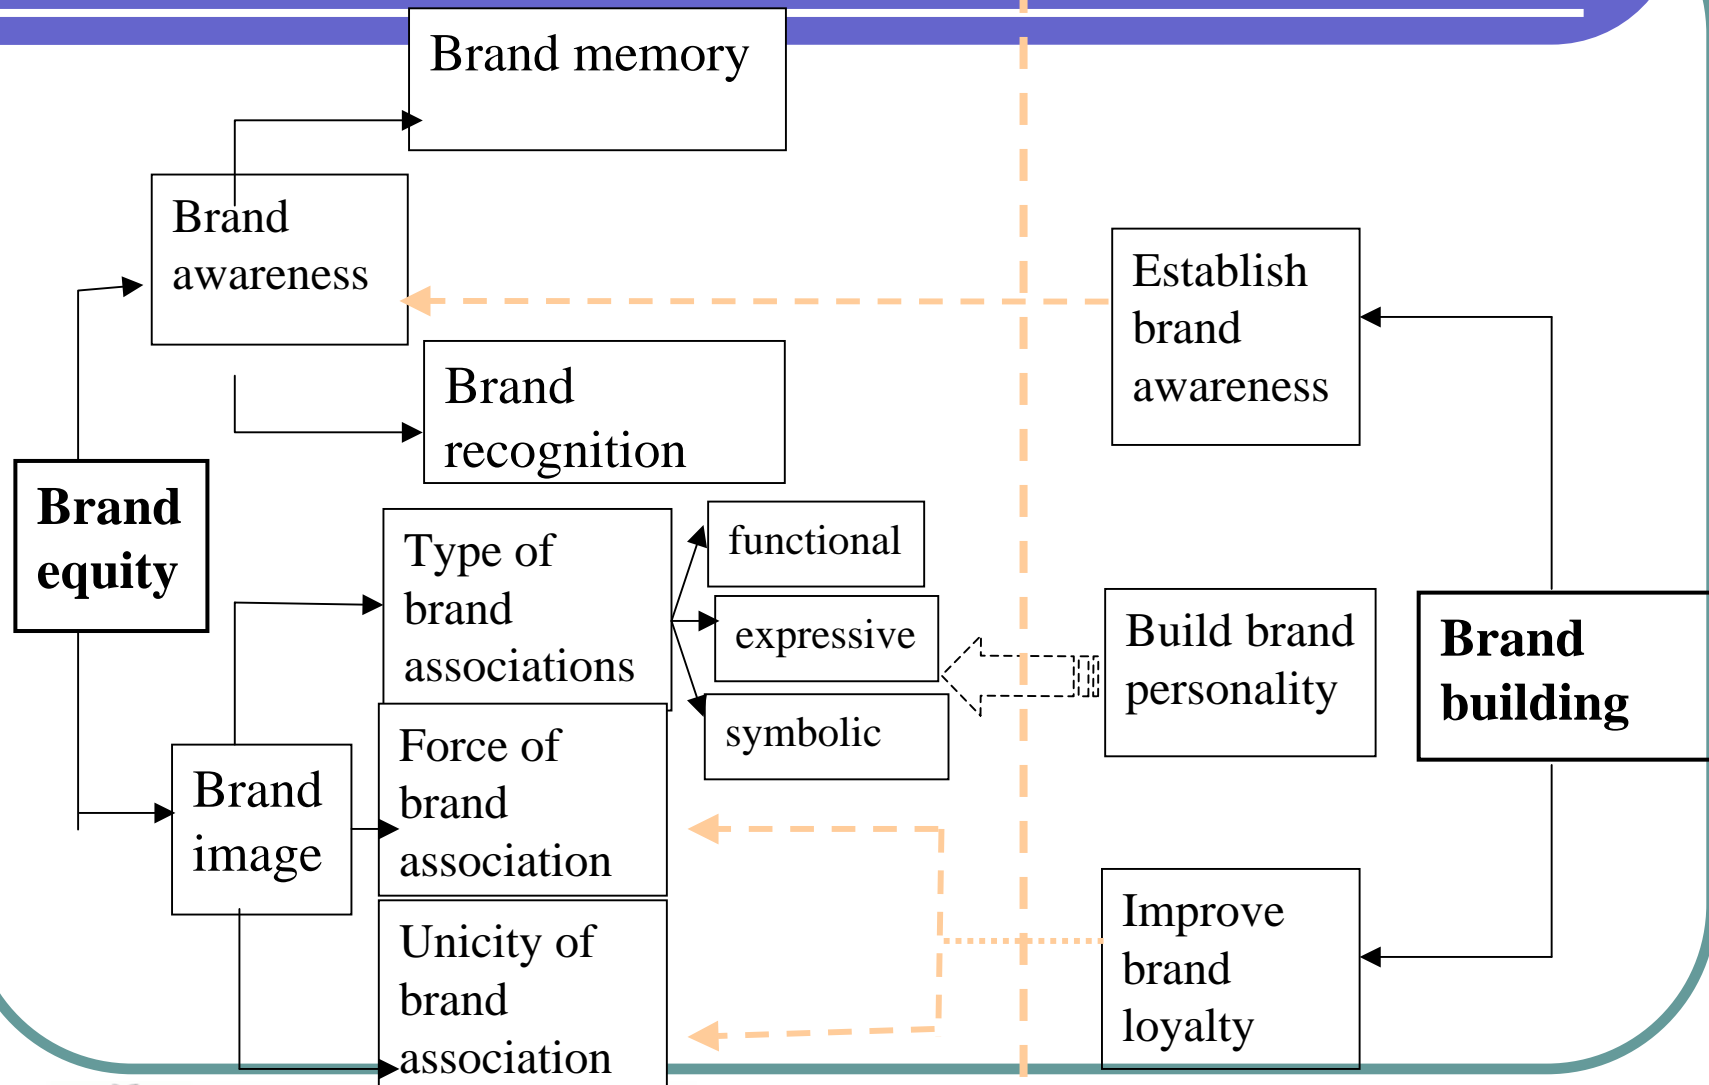 Brand memory
Brand
awareness
Establish
brand
awareness
Brand
recognition
Brand
equity
Type of
brand
associations
functional
expressive
symbolic
Build brand
personality
Brand
building
Force of
brand
association
Brand
image
Unicity of
brand
association
Improve
brand
loyalty